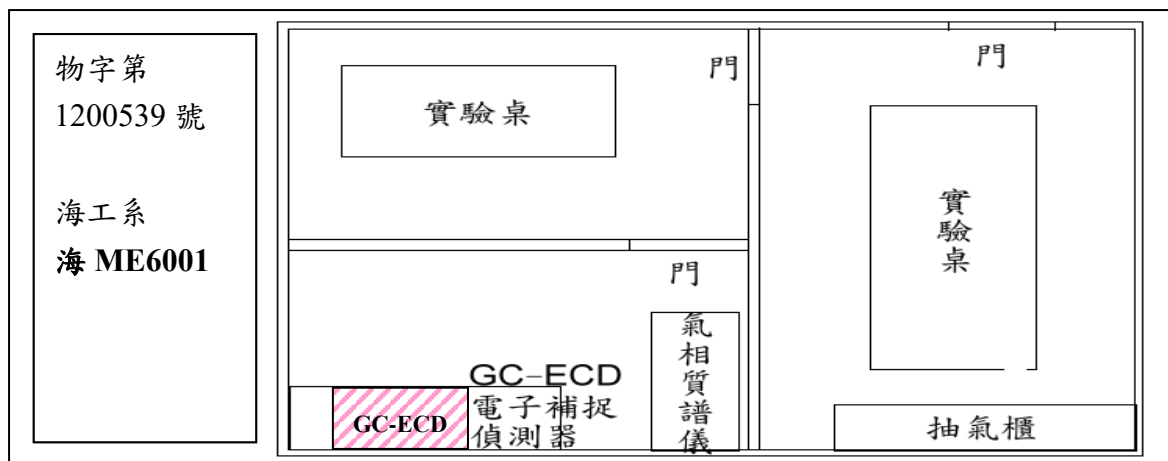 物字第
1200539 號
海工系
海 ME6001
門
實驗桌
門
實驗桌
門
氣相質譜儀
GC-ECD
電子補捉
偵測器
GC-ECD
抽氣櫃